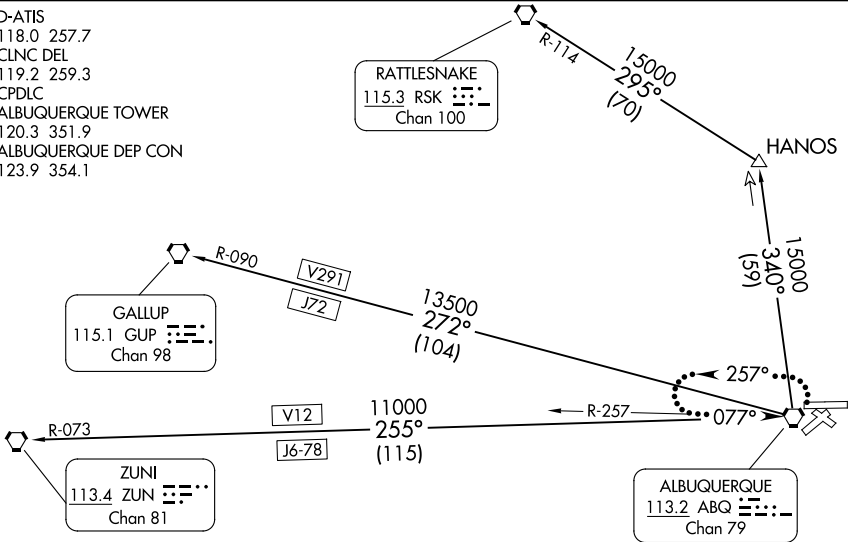 D-ATIS
118.0 257.7
CLNC DEL
119.2 259.3
CPDLC
ALBUQUERQUE TOWER
120.3 351.9
ALBUQUERQUE DEP CON
123.9 354.1
RATTLESNAKE
115.3 RSK
Chan 100
R-114
15000
295°
(70)
HANOS
15000
340°
(59)
R-090
V291
J72
13500
272°
(104)
GALLUP
115.1 GUP
Chan 98
257°
077°
R-257
R-073
V12
J6-78
11000
255°
(115)
ZUNI
113.4 ZUN
Chan 81
ALBUQUERQUE
113.2 ABQ
Chan 79